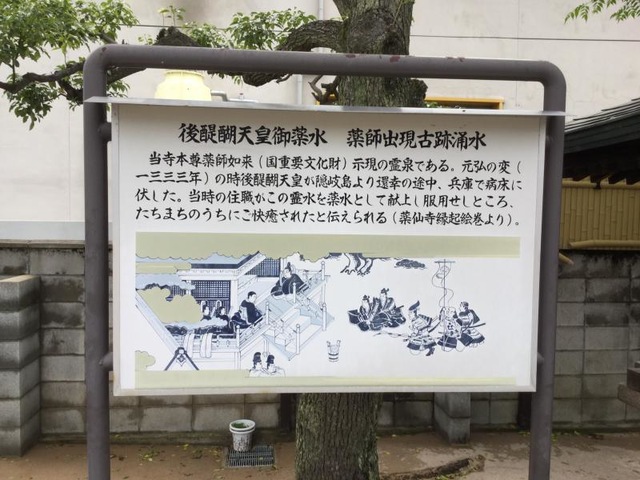 後醍醐天皇御薬水　薬師出現古跡涌水
当寺本尊薬師如来（国重要文化財）示現の霊泉である。元弘の変（
一三三三年）の時後醍醐天皇が隠岐島より還幸の途中、兵庫で病床に
伏した。当時の住職がこの霊水を薬水として献上し服用せしところ、
たちまちのうちにご快癒されたと伝えられる（薬仙寺縁起絵巻より）。